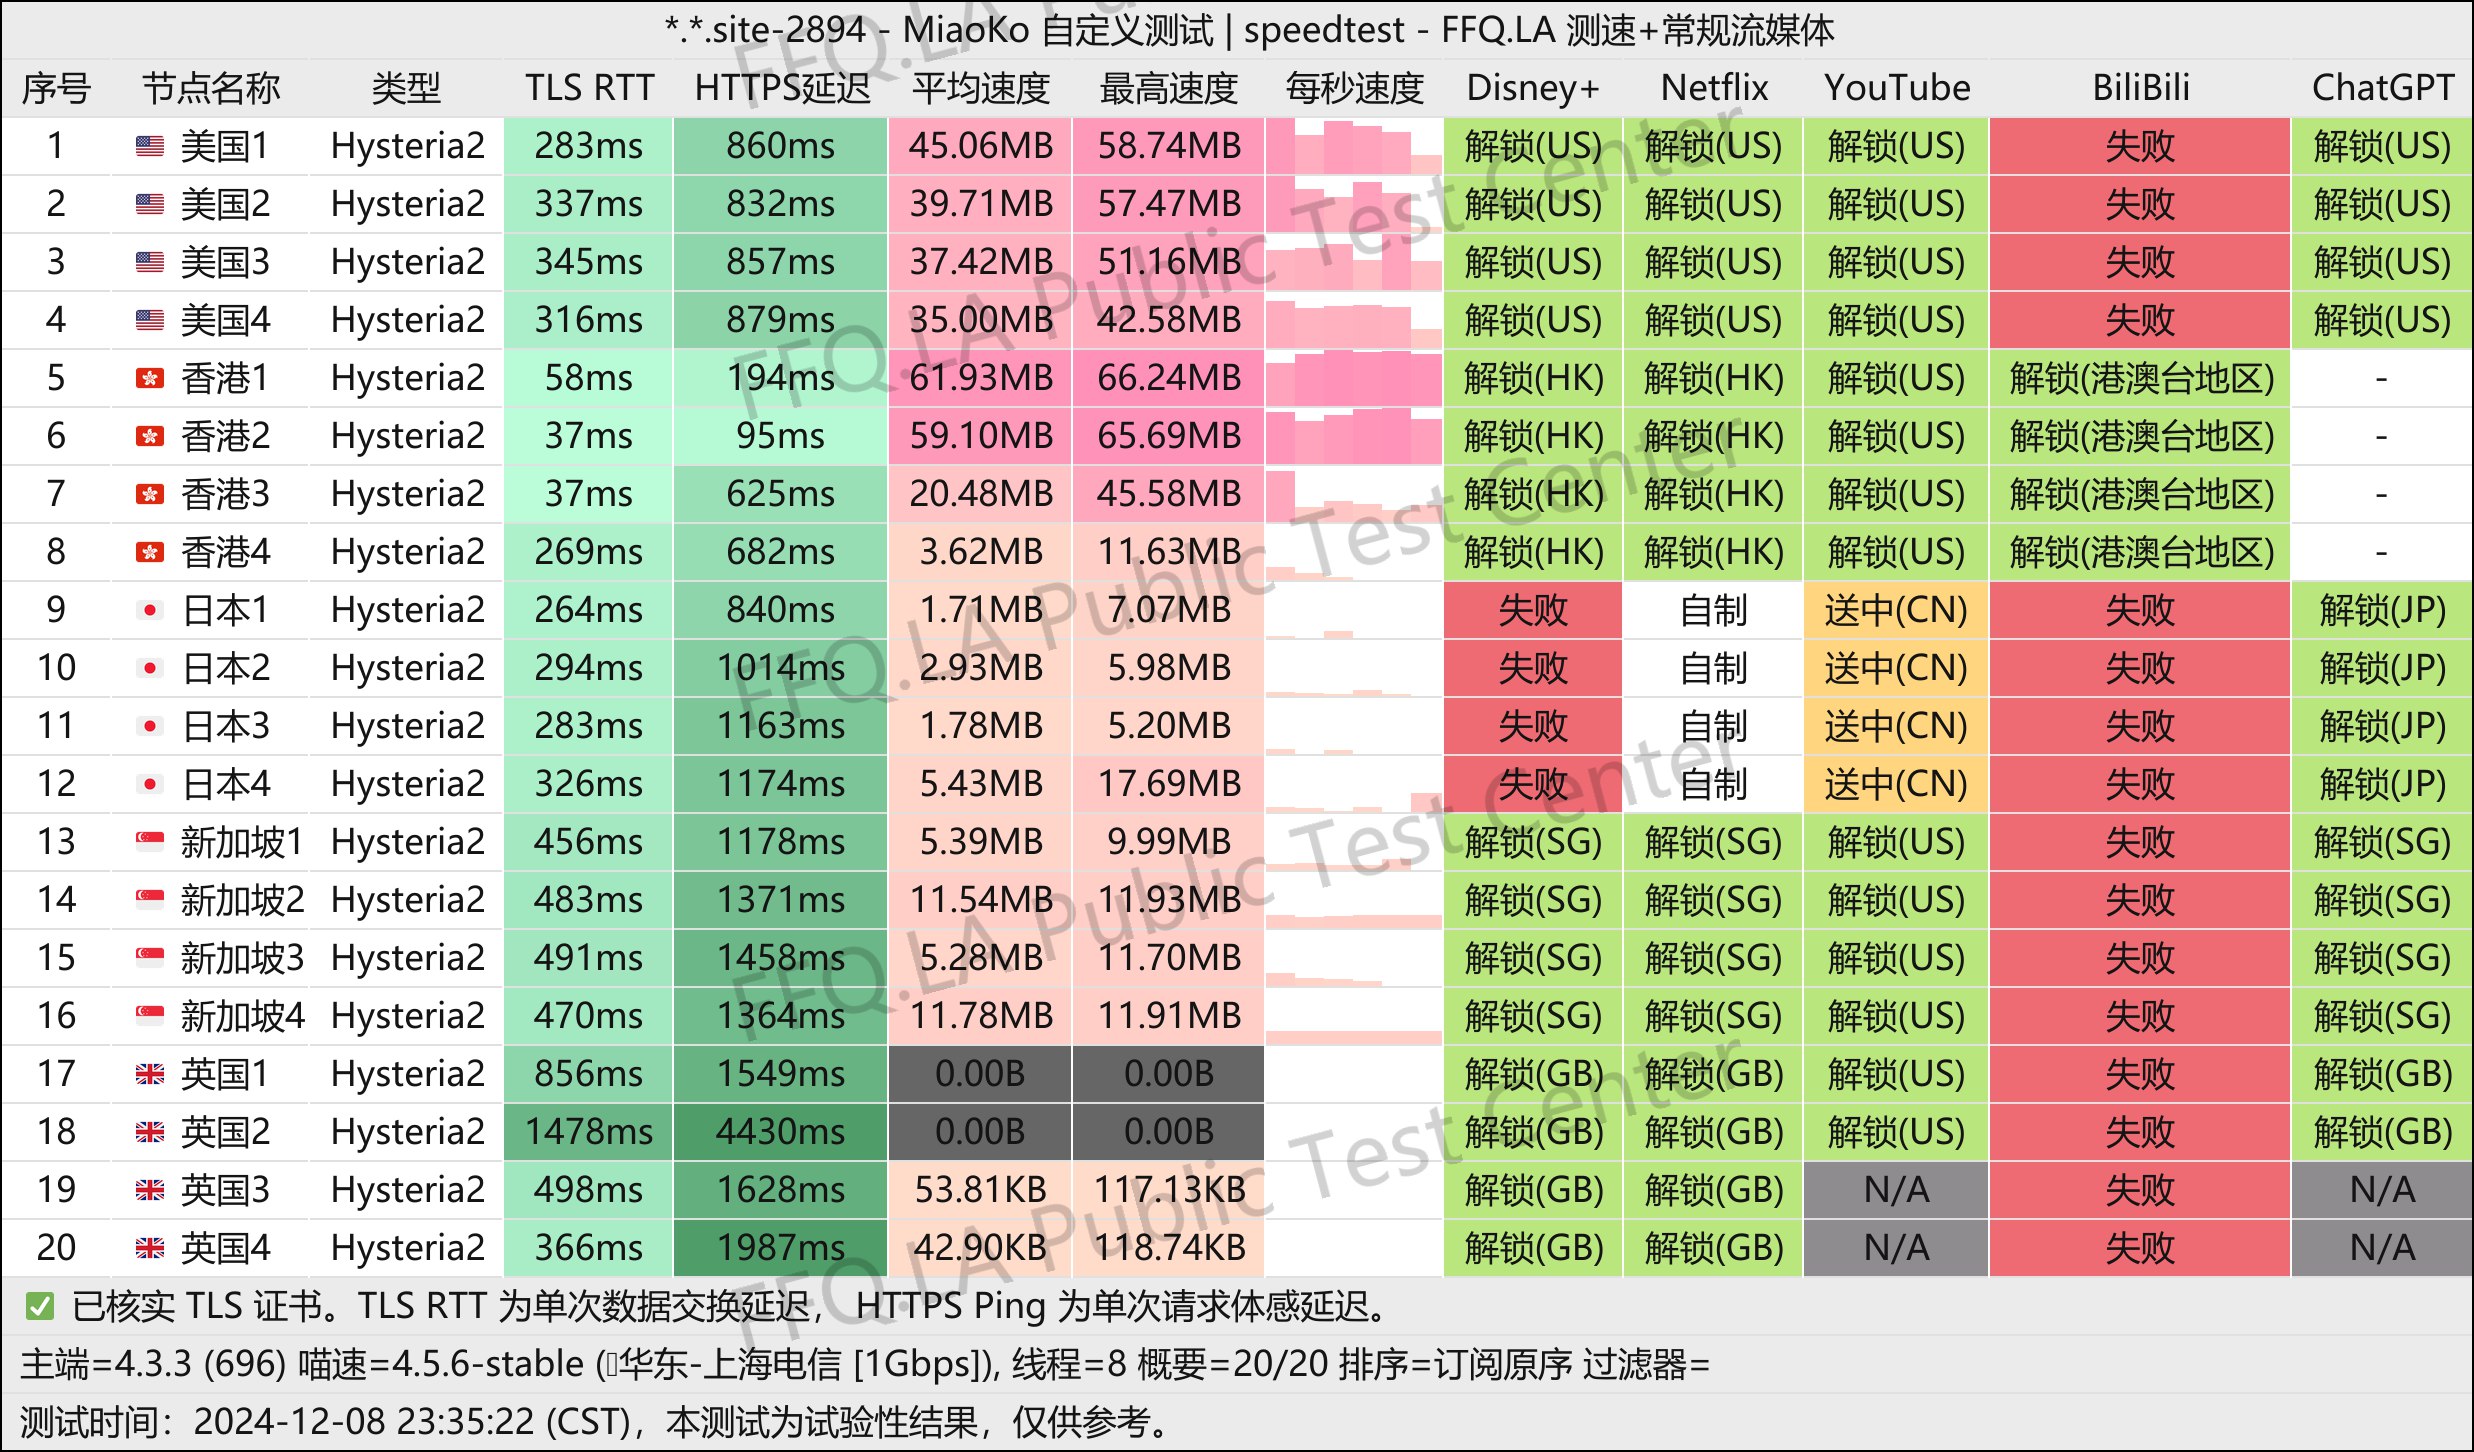 *.*.site-2894 - MiaoKo 自定义测试 | speedtest - FFQ.LA 测速+常规流媒体
序号 节点名称 类型 TLS RTT HTTPS延迟 平均速度 最高速度 每秒速度 Disney+ Netflix YouTube BiliBili ChatGPT
1 美国1 Hysteria2 283ms 860ms 45.06MB 58.74MB 解锁(US) 解锁(US) 解锁(US) 失败 解锁(US)
2 美国2 Hysteria2 337ms 832ms 39.71MB 57.47MB 解锁(US) 解锁(US) 解锁(US) 失败 解锁(US)
3 美国3 Hysteria2 345ms 857ms 37.42MB 51.16MB 解锁(US) 解锁(US) 解锁(US) 失败 解锁(US)
4 美国4 Hysteria2 316ms 879ms 35.00MB 42.58MB 解锁(US) 解锁(US) 解锁(US) 失败 解锁(US)
5 香港1 Hysteria2 58ms 194ms 61.93MB 66.24MB 解锁(HK) 解锁(HK) 解锁(US) 解锁(港澳台地区) -
6 香港2 Hysteria2 37ms 95ms 59.10MB 65.69MB 解锁(HK) 解锁(HK) 解锁(US) 解锁(港澳台地区) -
7 香港3 Hysteria2 37ms 625ms 20.48MB 45.58MB 解锁(HK) 解锁(HK) 解锁(US) 解锁(港澳台地区) -
8 香港4 Hysteria2 269ms 682ms 3.62MB 11.63MB 解锁(HK) 解锁(HK) 解锁(US) 解锁(港澳台地区) -
9 日本1 Hysteria2 264ms 840ms 1.71MB 7.07MB 失败 自制 送中(CN) 失败 解锁(JP)
10 日本2 Hysteria2 294ms 1014ms 2.93MB 5.98MB 失败 自制 送中(CN) 失败 解锁(JP)
11 日本3 Hysteria2 283ms 1163ms 1.78MB 5.20MB 失败 自制 送中(CN) 失败 解锁(JP)
12 日本4 Hysteria2 326ms 1174ms 5.43MB 17.69MB 失败 自制 送中(CN) 失败 解锁(JP)
13 新加坡1 Hysteria2 456ms 1178ms 5.39MB 9.99MB 解锁(SG) 解锁(SG) 解锁(US) 失败 解锁(SG)
14 新加坡2 Hysteria2 483ms 1371ms 11.54MB 11.93MB 解锁(SG) 解锁(SG) 解锁(US) 失败 解锁(SG)
15 新加坡3 Hysteria2 491ms 1458ms 5.28MB 11.70MB 解锁(SG) 解锁(SG) 解锁(US) 失败 解锁(SG)
16 新加坡4 Hysteria2 470ms 1364ms 11.78MB 11.91MB 解锁(SG) 解锁(SG) 解锁(US) 失败 解锁(SG)
17 英国1 Hysteria2 856ms 1549ms 0.00B 0.00B 解锁(GB) 解锁(GB) 解锁(US) 失败 解锁(GB)
18 英国2 Hysteria2 1478ms 4430ms 0.00B 0.00B 解锁(GB) 解锁(GB) 解锁(US) 失败 解锁(GB)
19 英国3 Hysteria2 498ms 1628ms 53.81KB 117.13KB 解锁(GB) 解锁(GB) N/A 失败 N/A
20 英国4 Hysteria2 366ms 1987ms 42.90KB 118.74KB 解锁(GB) 解锁(GB) N/A 失败 N/A
✅ 已核实 TLS 证书。TLS RTT 为单次数据交换延迟， HTTPS Ping 为单次请求体感延迟。
主端=4.3.3 (696) 喵速=4.5.6-stable (华东-上海电信 [1Gbps]), 线程=8 概要=20/20 排序=订阅原序 过滤器=
测试时间：2024-12-08 23:35:22 (CST)，本测试为试验性结果，仅供参考。
FFQ.LA Public Test Center
FFQ.LA Public Test Center
FFQ.LA Public Test Center
FFQ.LA Public Test Center
FFQ.LA Pu